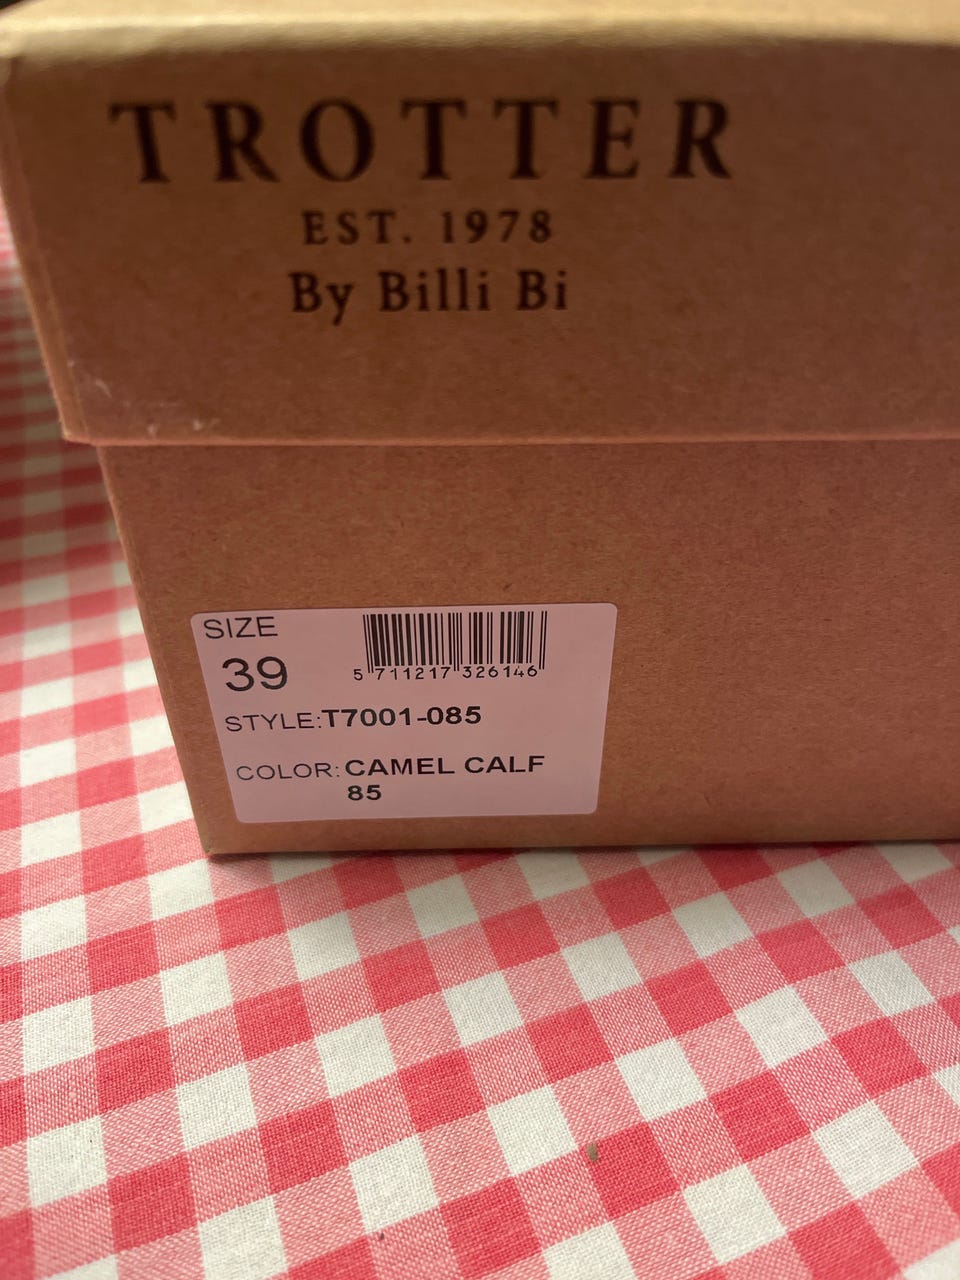 TROTTER
EST. 1978
By Billi Bi
SIZE
39
5 711217 326146
STYLE:T7001-085
COLOR:CAMEL CALF
85